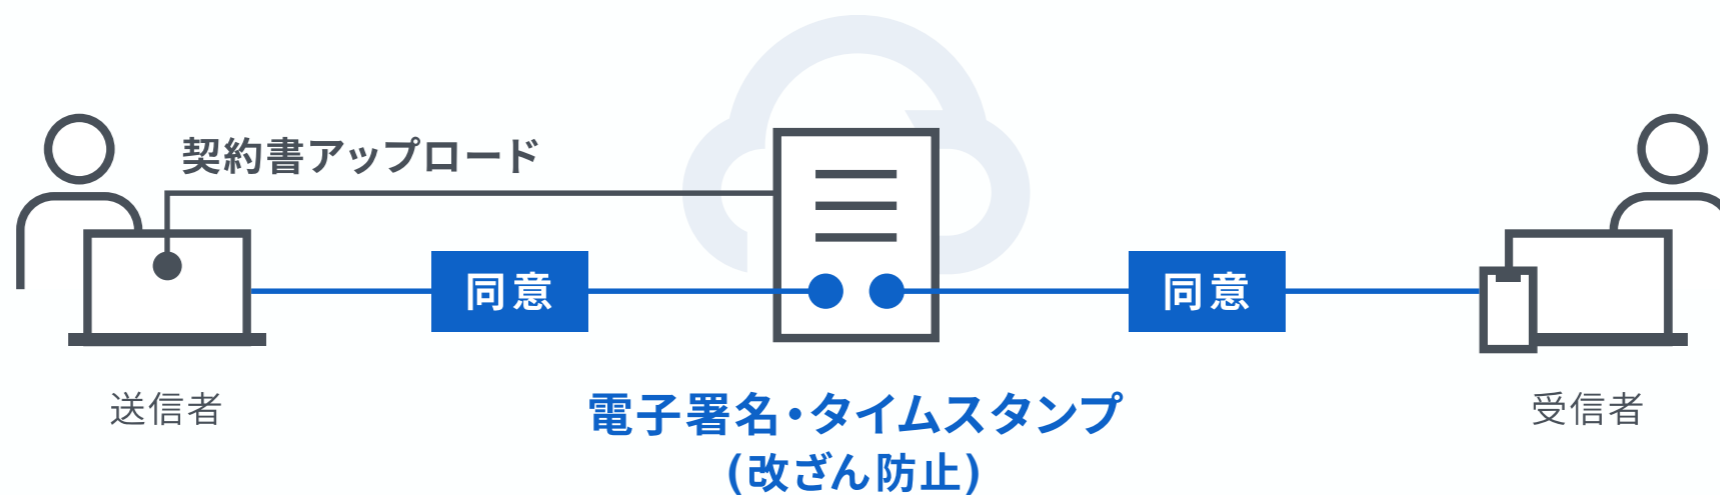 契約書アップロード
同意
同意
送信者
電子署名・タイムスタンプ
(改ざん防止)
受信者